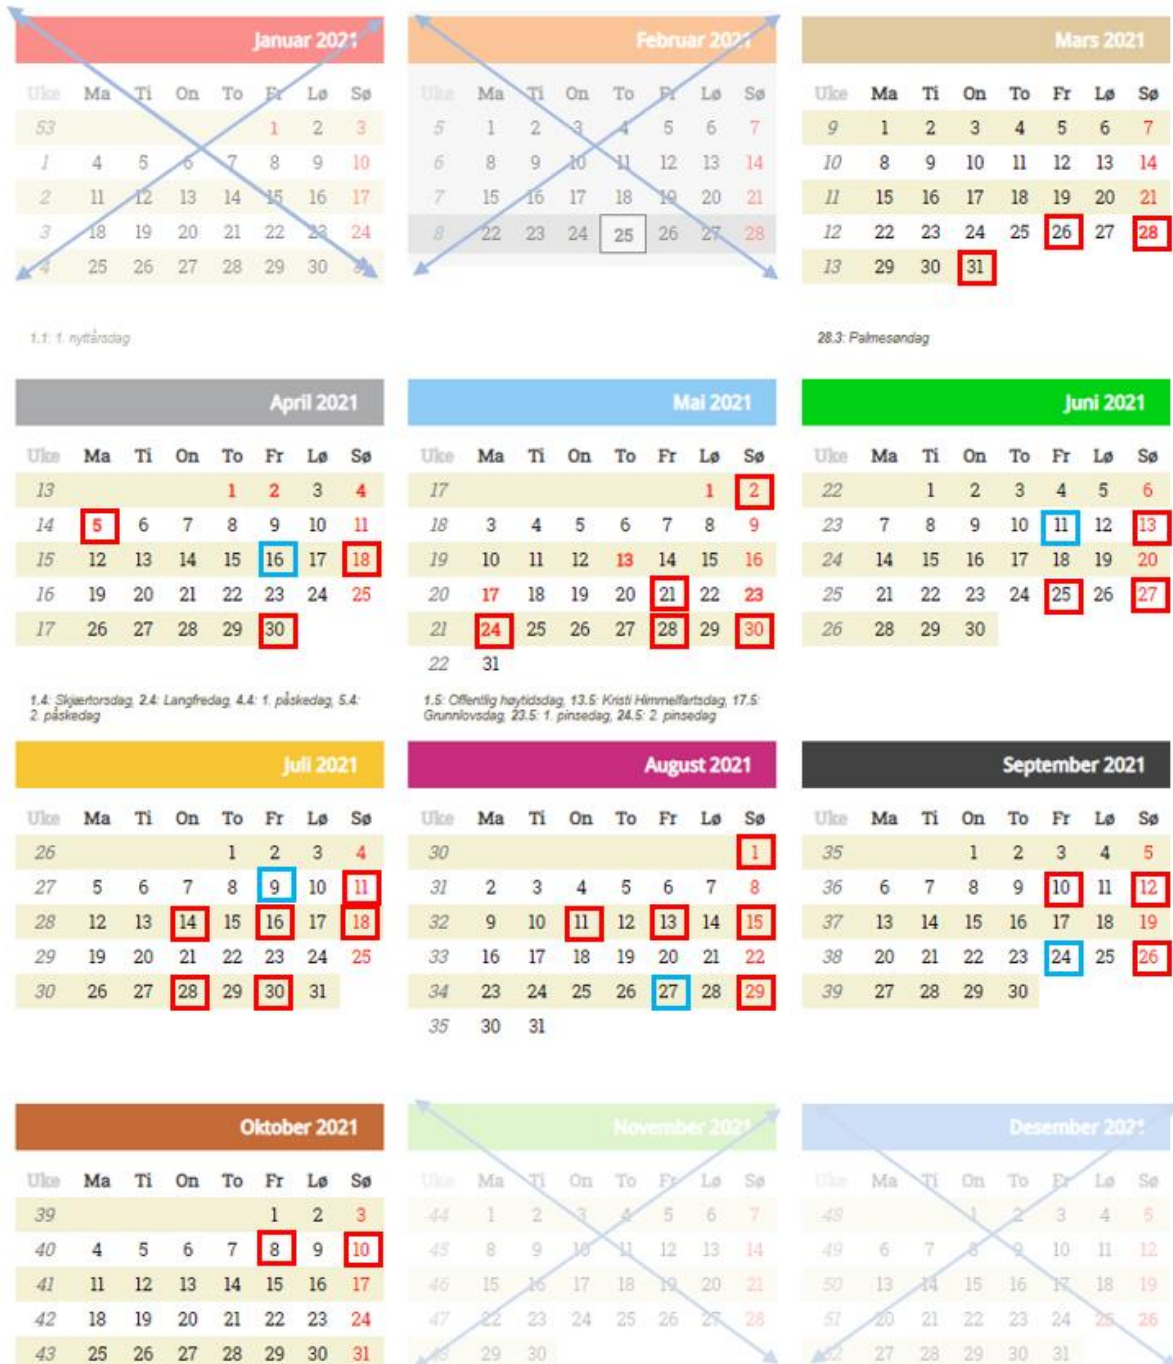 Januar 2021
Uke Ma Ti On To Fr Lø Sø
53 1 2 3
1 4 5 6 7 8 9 10
2 11 12 13 14 15 16 17
3 18 19 20 21 22 23 24
4 25 26 27 28 29 30
1.1: 1. nyttårsdag
Februar 2021
Uke Ma Ti On To Fr Lø Sø
5 1 2 3 4 5 6 7
6 8 9 10 11 12 13 14
7 15 16 17 18 19 20 21
8 22 23 24 25 26 27 28
Mars 2021
Uke Ma Ti On To Fr Lø Sø
9 1 2 3 4 5 6 7
10 8 9 10 11 12 13 14
11 15 16 17 18 19 20 21
12 22 23 24 25 26 27 28
13 29 30 31
28.3: Palmesøndag
April 2021
Uke Ma Ti On To Fr Lø Sø
13 1 2 3 4
14 5 6 7 8 9 10 11
15 12 13 14 15 16 17 18
16 19 20 21 22 23 24 25
17 26 27 28 29 30
1.4: Skjærtorsdag, 2.4: Langfredag, 4.4: 1. påskedag, 5.4:
2. påskedag
Mai 2021
Uke Ma Ti On To Fr Lø Sø
17 1 2
18 3 4 5 6 7 8 9
19 10 11 12 13 14 15 16
20 17 18 19 20 21 22 23
21 24 25 26 27 28 29 30
22 31
1.5: Offentlig høytidsdag, 13.5: Kristi Himmelfartsdag, 17.5:
Grunnlovsdag, 23.5: 1. pinsedag, 24.5: 2. pinsedag
Juni 2021
Uke Ma Ti On To Fr Lø Sø
22 1 2 3 4 5 6
23 7 8 9 10 11 12 13
24 14 15 16 17 18 19 20
25 21 22 23 24 25 26 27
26 28 29 30
Juli 2021
Uke Ma Ti On To Fr Lø Sø
26 1 2 3 4
27 5 6 7 8 9 10 11
28 12 13 14 15 16 17 18
29 19 20 21 22 23 24 25
30 26 27 28 29 30 31
August 2021
Uke Ma Ti On To Fr Lø Sø
30 1
31 2 3 4 5 6 7 8
32 9 10 11 12 13 14 15
33 16 17 18 19 20 21 22
34 23 24 25 26 27 28 29
35 30 31
September 2021
Uke Ma Ti On To Fr Lø Sø
35 1 2 3 4 5
36 6 7 8 9 10 11 12
37 13 14 15 16 17 18 19
38 20 21 22 23 24 25 26
39 27 28 29 30
Oktober 2021
Uke Ma Ti On To Fr Lø Sø
39 1 2 3
40 4 5 6 7 8 9 10
41 11 12 13 14 15 16 17
42 18 19 20 21 22 23 24
43 25 26 27 28 29 30 31
November 2021
Uke Ma Ti On To Fr Lø Sø
44 1 2 3 4 5 6 7
45 8 9 10 11 12 13 14
46 15 16 17 18 19 20 21
47 22 23 24 25 26 27 28
48 29 30
Desember 2021
Uke Ma Ti On To Fr Lø Sø
48 1 2 3 4 5
49 6 7 8 9 10 11 12
50 13 14 15 16 17 18 19
51 20 21 22 23 24 25 26
52 27 28 29 30 31